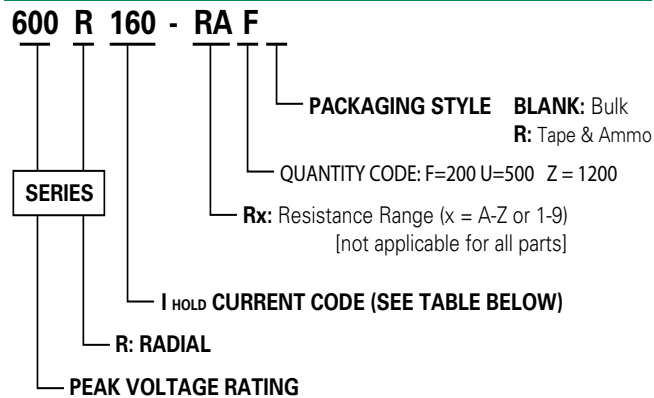 600 R 160 - RA F
PACKAGING STYLE BLANK: Bulk
R: Tape & Ammo
QUANTITY CODE: F=200 U=500 Z = 1200
SERIES
Rx: Resistance Range (x = A-Z or 1-9)
[not applicable for all parts]
I HOLD CURRENT CODE (SEE TABLE BELOW)
R: RADIAL
PEAK VOLTAGE RATING